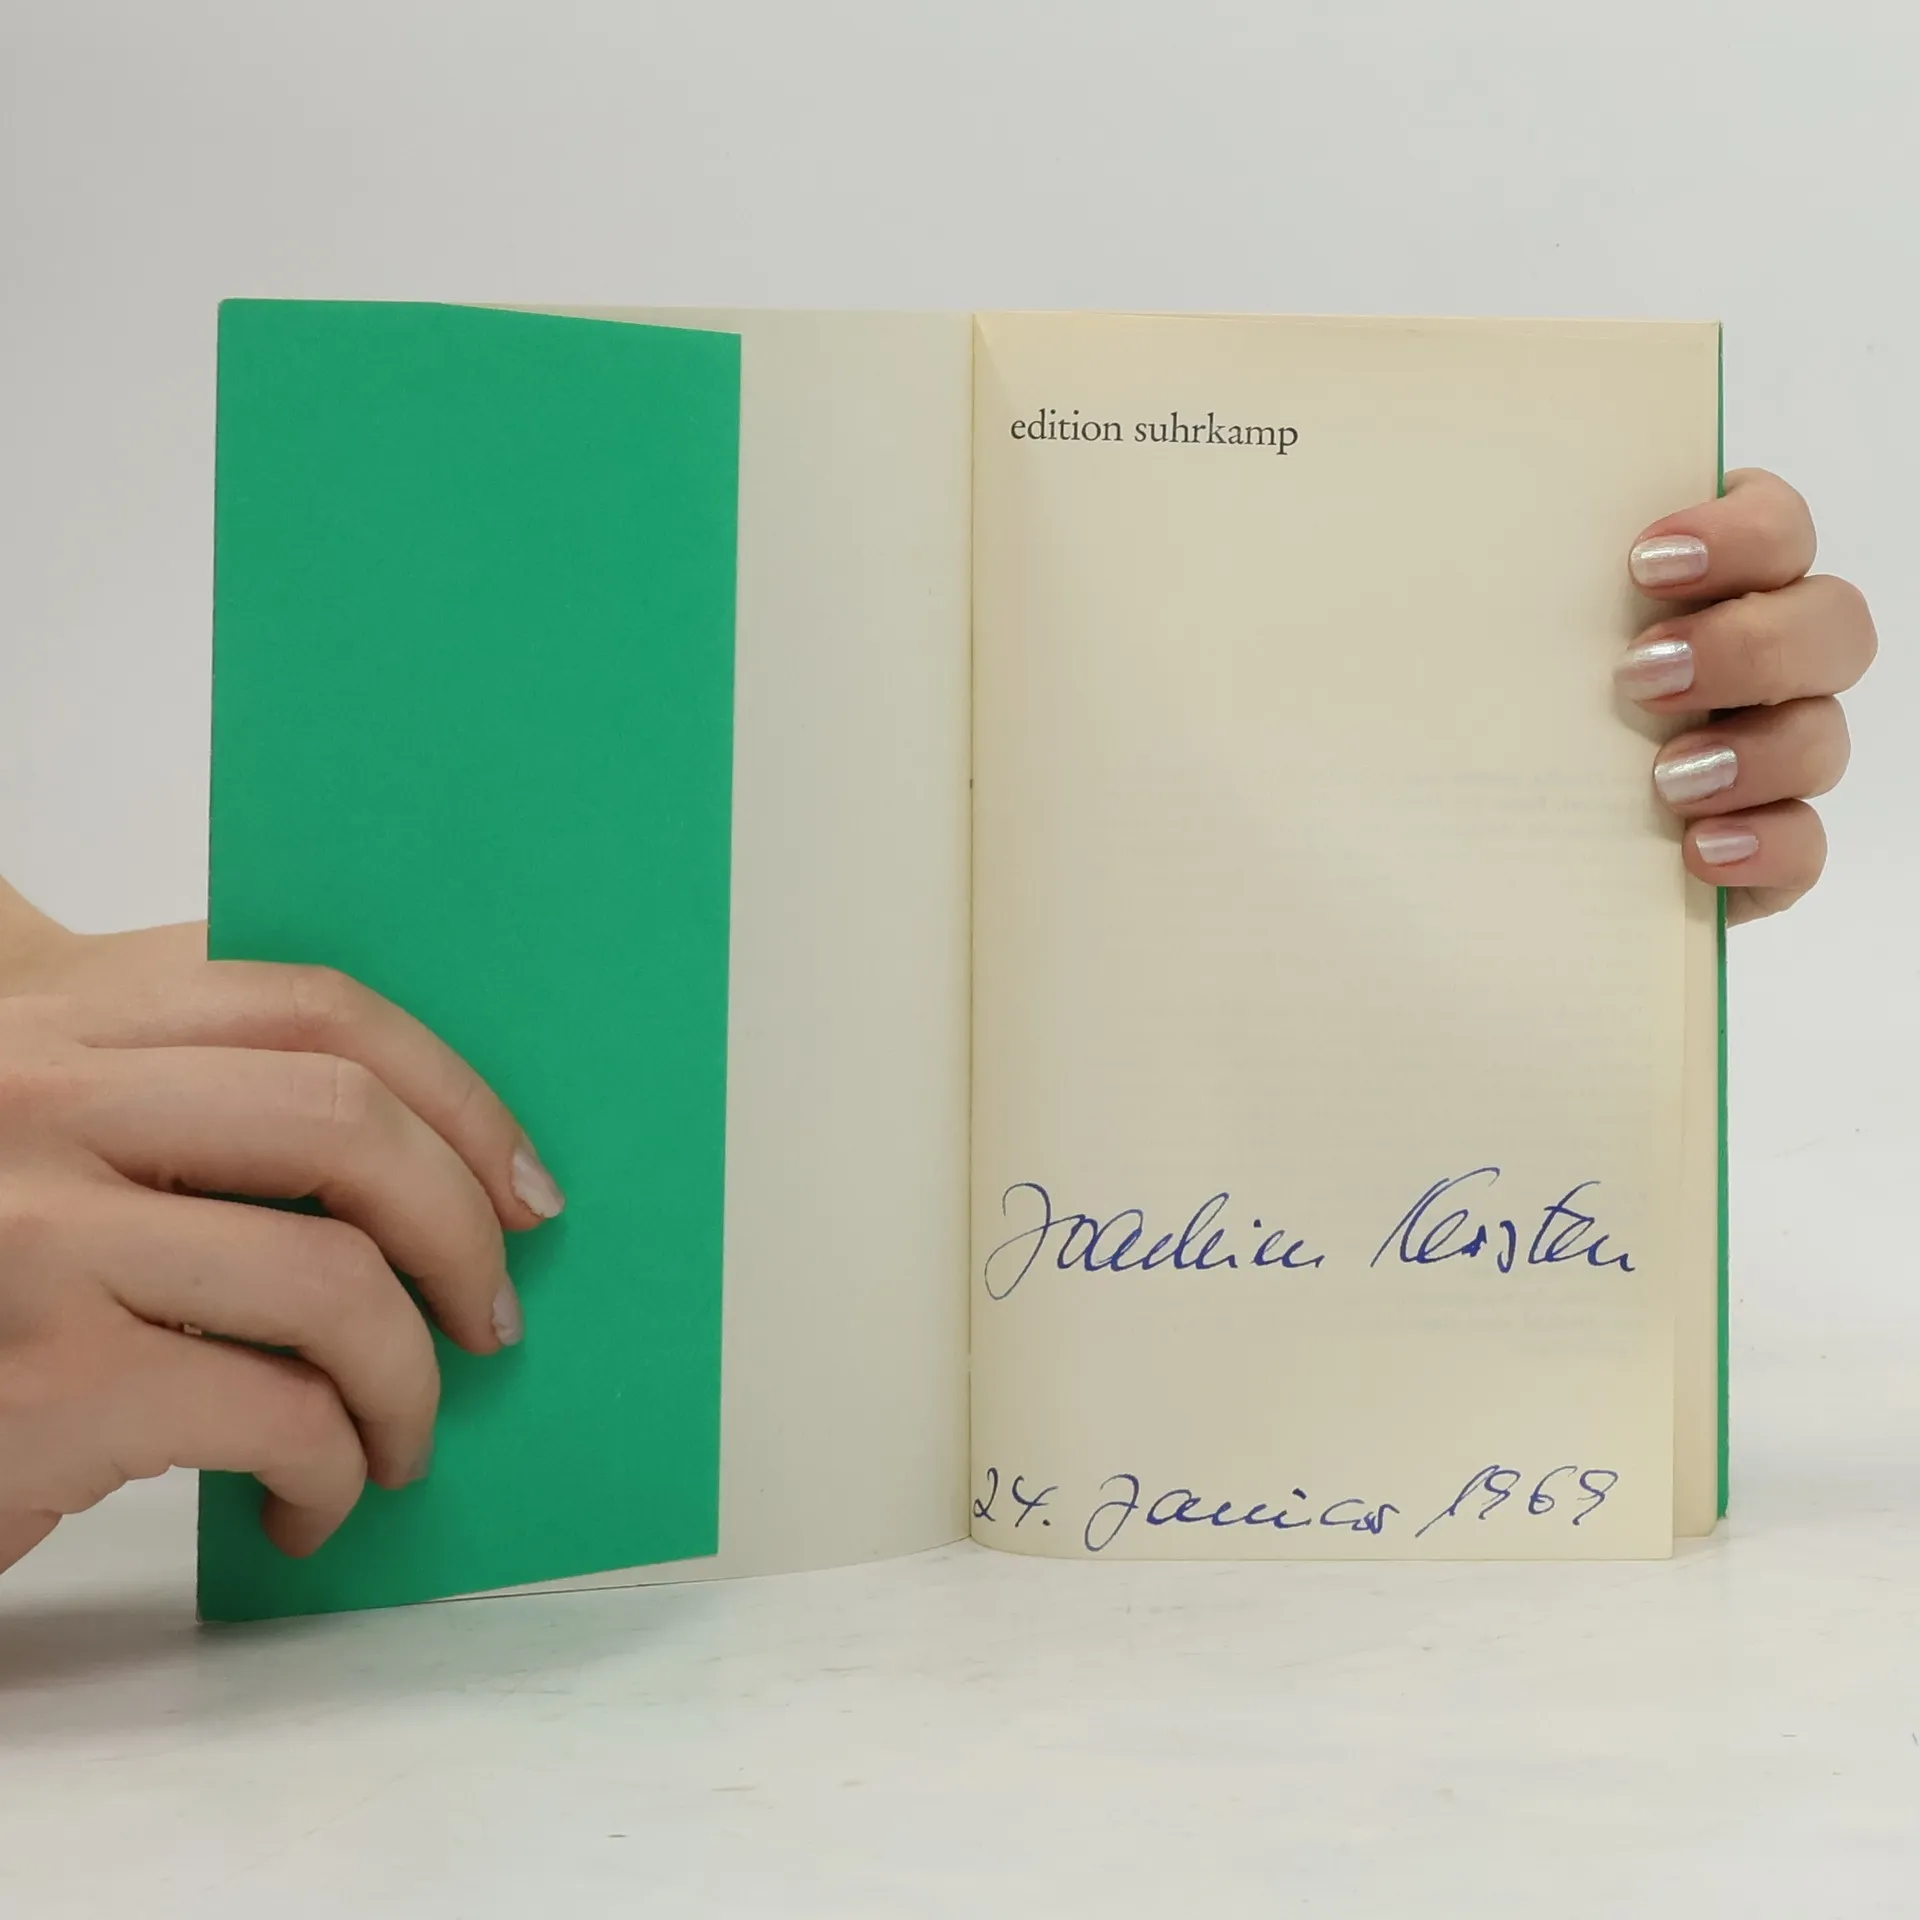 edition suhrkamp
Joachim Kersten
24. Januar 1969